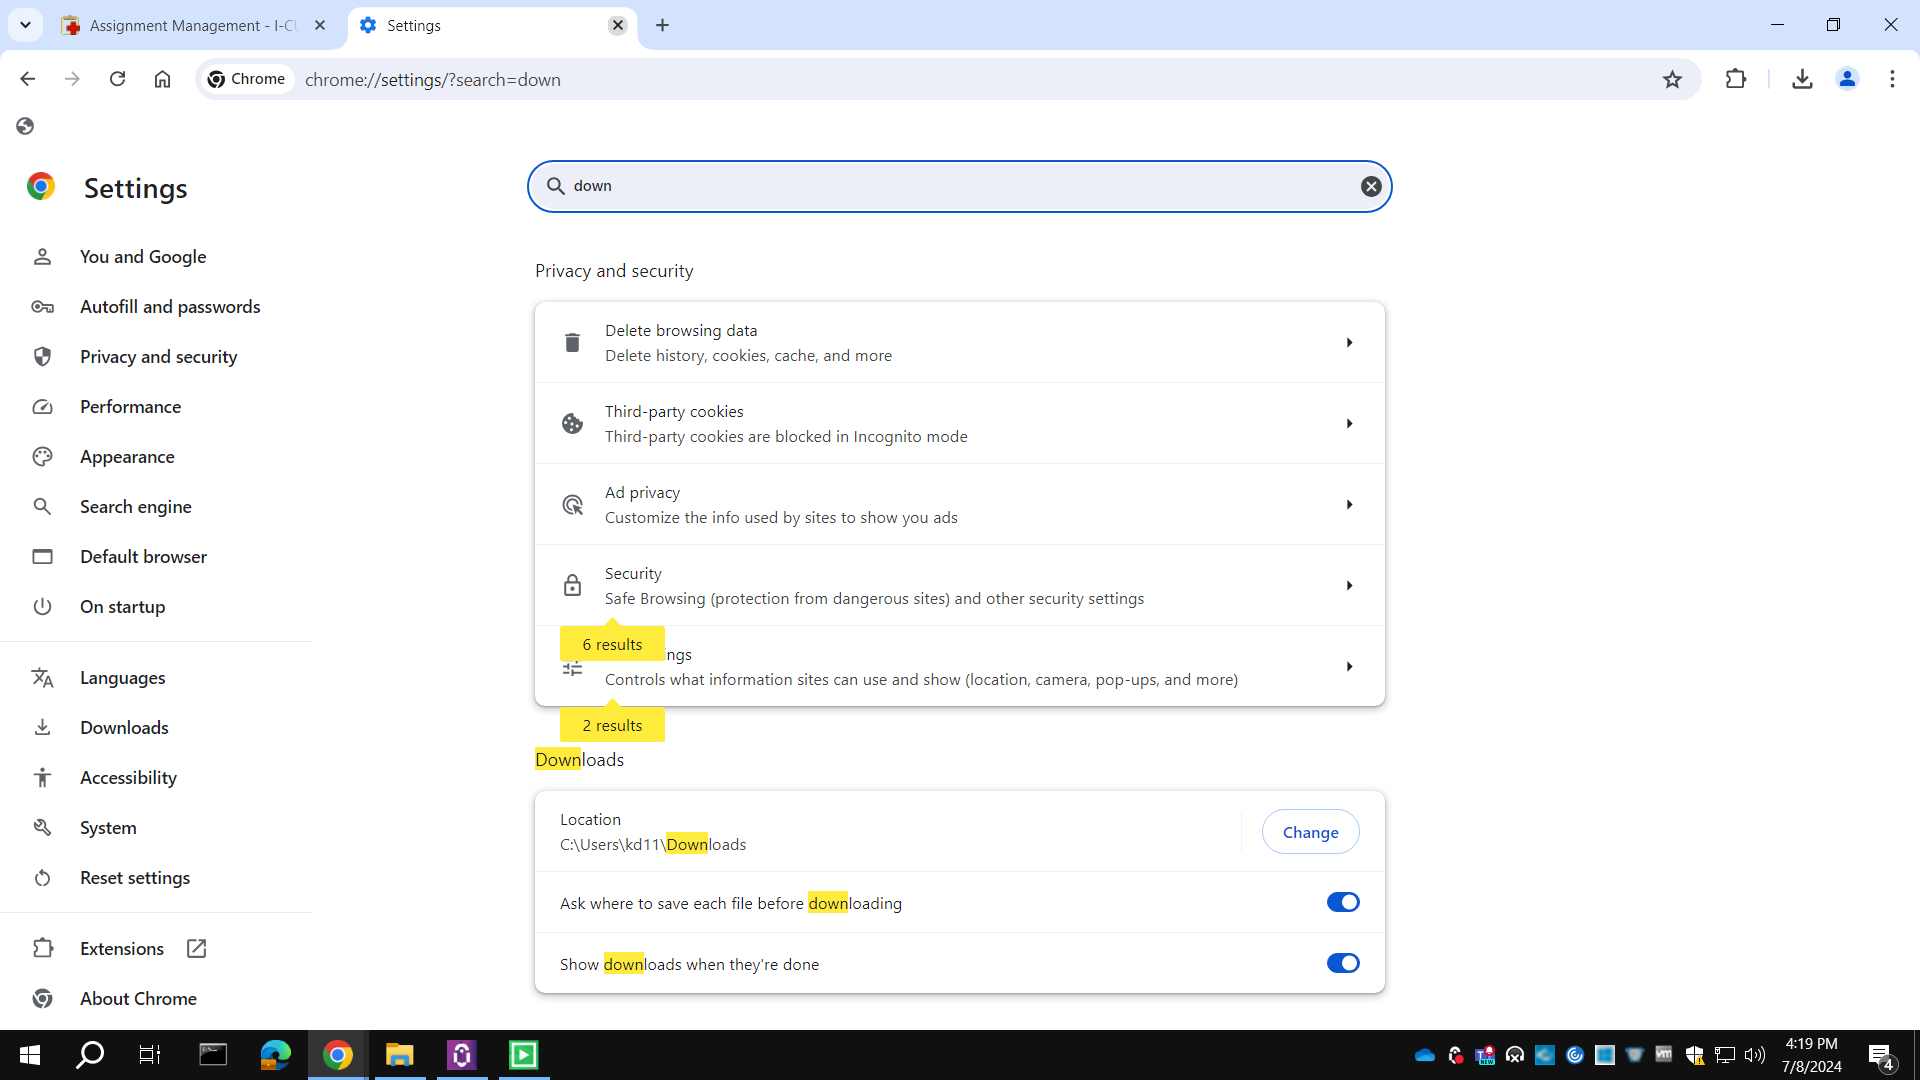 Assignment Management - I-CU
Settings
Chrome
chrome://settings/?search=down
Settings
down
You and Google
Autofill and passwords
Privacy and security
Performance
Appearance
Search engine
Default browser
On startup
Languages
Downloads
Accessibility
System
Reset settings
Extensions
About Chrome
Privacy and security
Delete browsing data
Delete history, cookies, cache, and more
Third-party cookies
Third-party cookies are blocked in Incognito mode
Ad privacy
Customize the info used by sites to show you ads
Security
Safe Browsing (protection from dangerous sites) and other security settings
6 results
ngs
Controls what information sites can use and show (location, camera, pop-ups, and more)
2 results
Downloads
Location
C:\Users\kd11\Downloads
Change
Ask where to save each file before downloading
Show downloads when they're done
NEW
vm
4:19 PM
7/8/2024
4